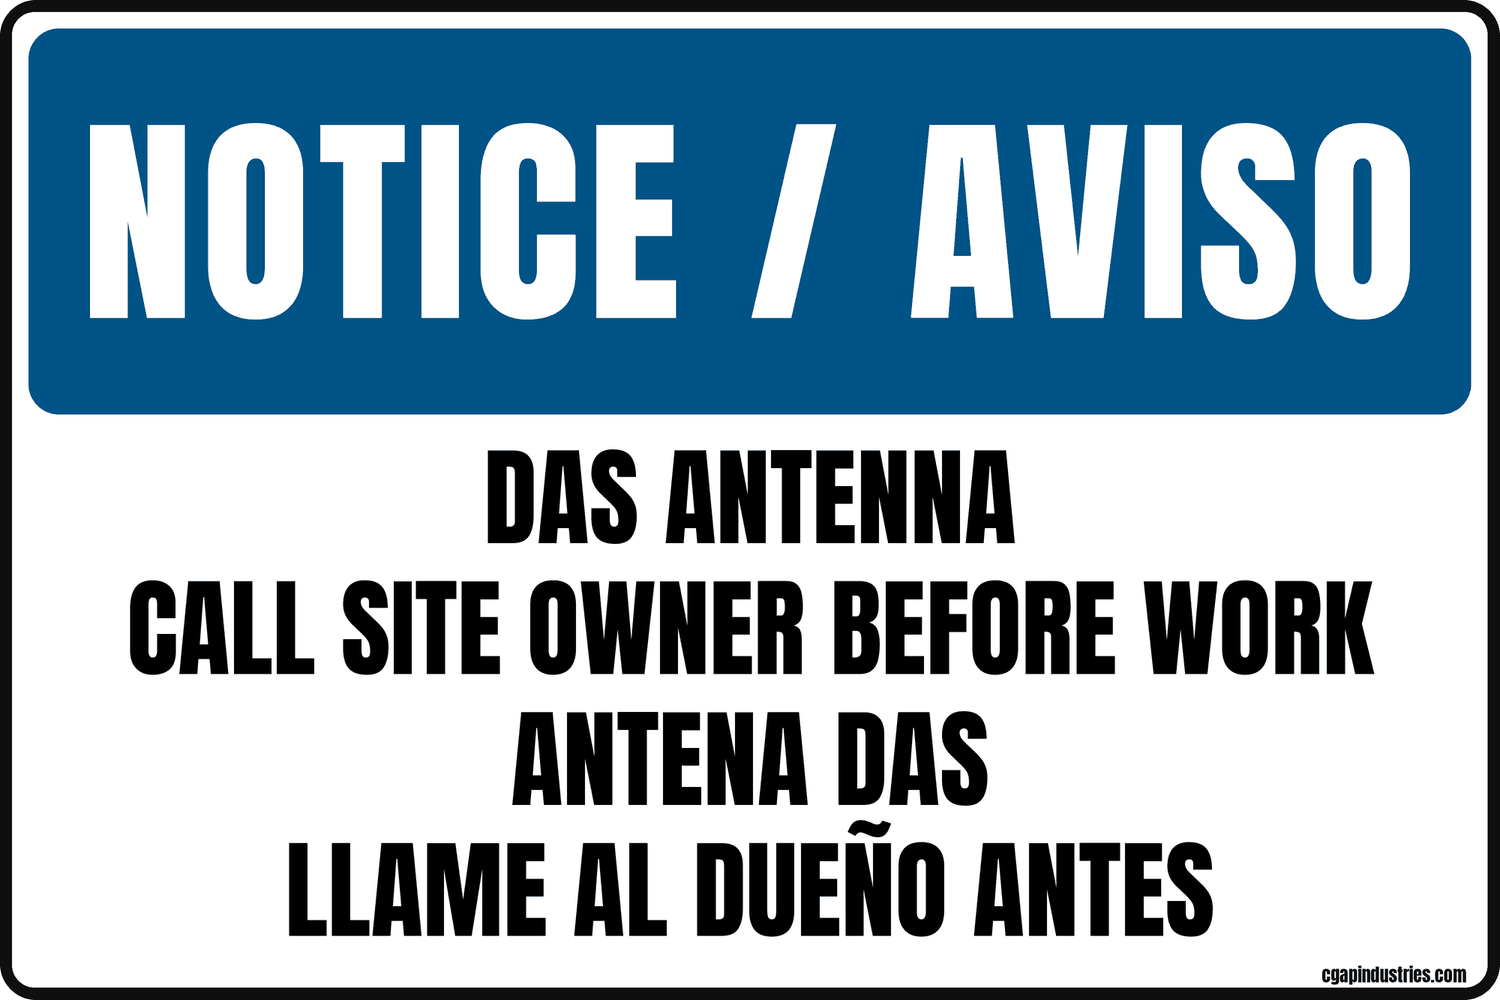 NOTICE / AVISO
DAS ANTENNA
CALL SITE OWNER BEFORE WORK
ANTENA DAS
LLAME AL DUEÑO ANTES
cgapindustries.com